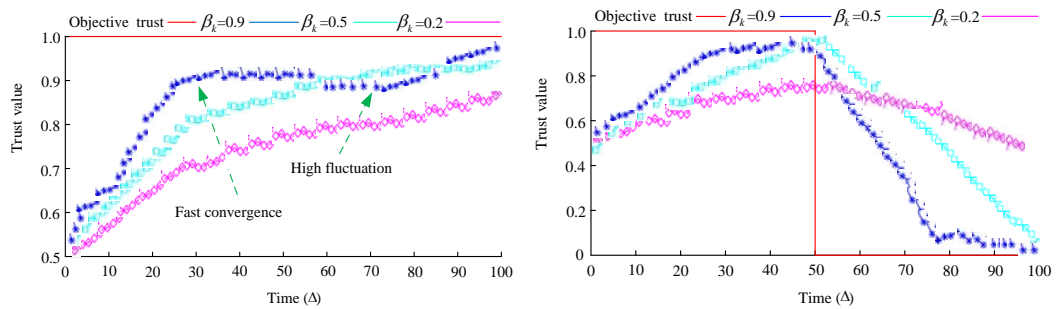 Objective trust β_k=0.9 β_k=0.5 β_k=0.2
1.0
0.9
0.8
0.7
0.6
0.5
Trust value
High fluctuation
Fast convergence
0 10 20 30 40 50 60 70 80 90 100
Time (Δ)
Objective trust β_k=0.9 β_k=0.5 β_k=0.2
1.0
0.8
0.6
0.4
0.2
0
Trust value
0 10 20 30 40 50 60 70 80 90 100
Time (Δ)